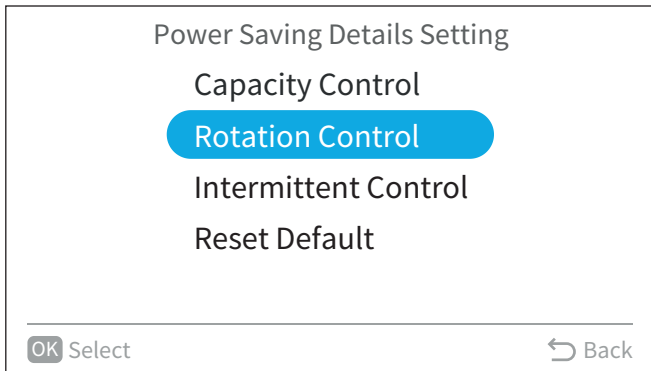 Power Saving Details Setting
Capacity Control
Rotation Control
Intermittent Control
Reset Default
OK Select
Back